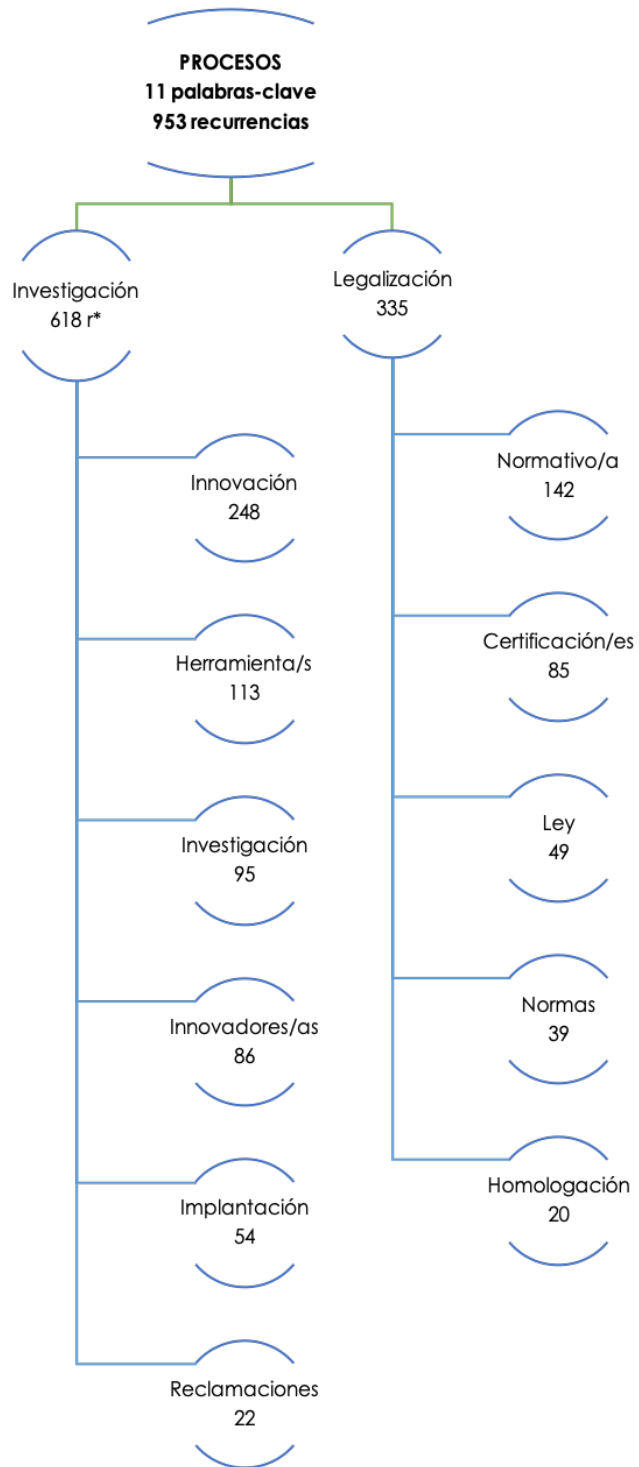 PROCESOS
11 palabras-clave
953 recurrencias
Investigación
618 r*
Innovación
248
Herramienta/s
113
Investigación
95
Innovadores/as
86
Implantación
54
Reclamaciones
22
Legalización
335
Normativo/a
142
Certificación/es
85
Ley
49
Normas
39
Homologación
20